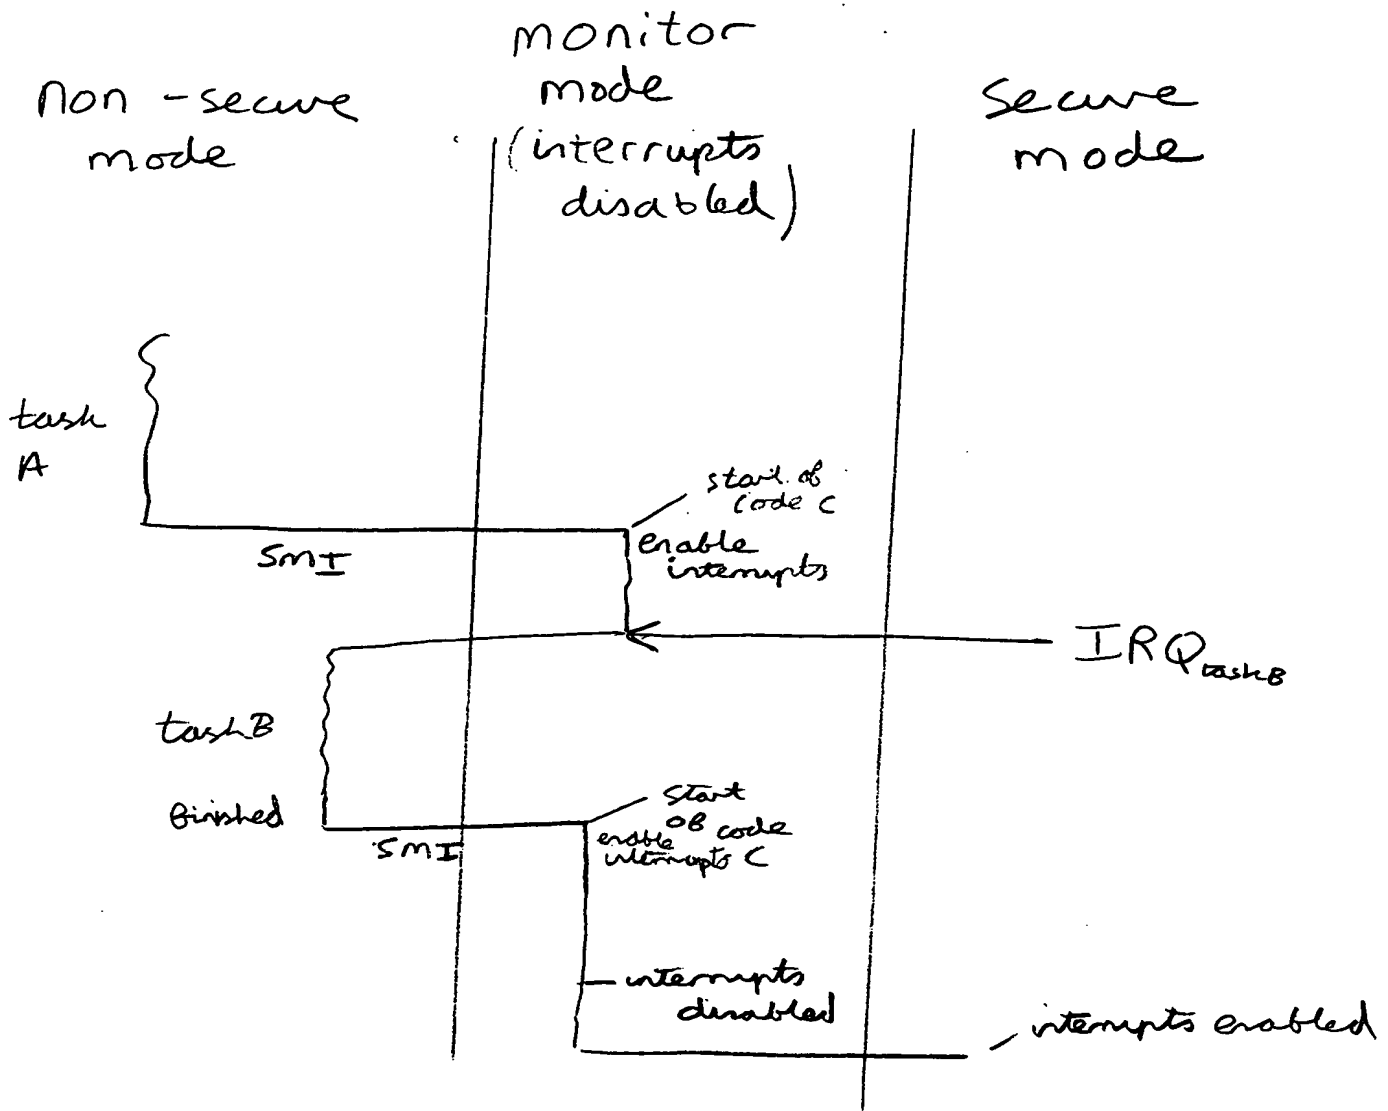 non-secure
mode
monitor
mode
(interrupts
disabled)
secure
mode
task
A
start of
code C
SMI
enable
interrupts
IRQ task B
task B
finished
SMI
start
of code
enable
interrupts C
interrupts
disabled
interrupts enabled